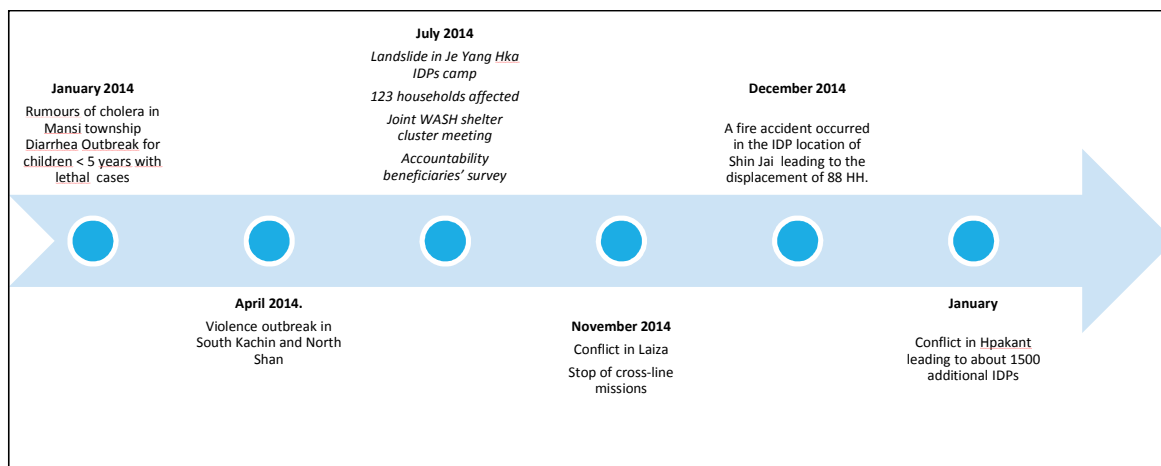 January 2014
Rumours of cholera in
Mansi township
Diarrhea Outbreak for
children < 5 years with
lethal cases
April 2014.
Violence outbreak in
South Kachin and North
Shan
July 2014
Landslide in Je Yang Hka
IDPs camp
123 households affected
Joint WASH shelter
cluster meeting
Accountability
beneficiaries’ survey
November 2014
Conflict in Laiza
Stop of cross-line
missions
December 2014
A fire accident occurred
in the IDP location of
Shin Jai leading to the
displacement of 88 HH.
January
Conflict in Hpakant
leading to about 1500
additional IDPs